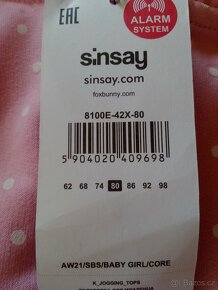 EAC
ALARM
SYSTEM
sinsay
sinsay.com
foxbunny.com
8100E-42X-80
5 904020 409698
62 68 74 80 86 92 98
AW21/SBS/BABY GIRL/CORE
K_JOGGING_TOPS